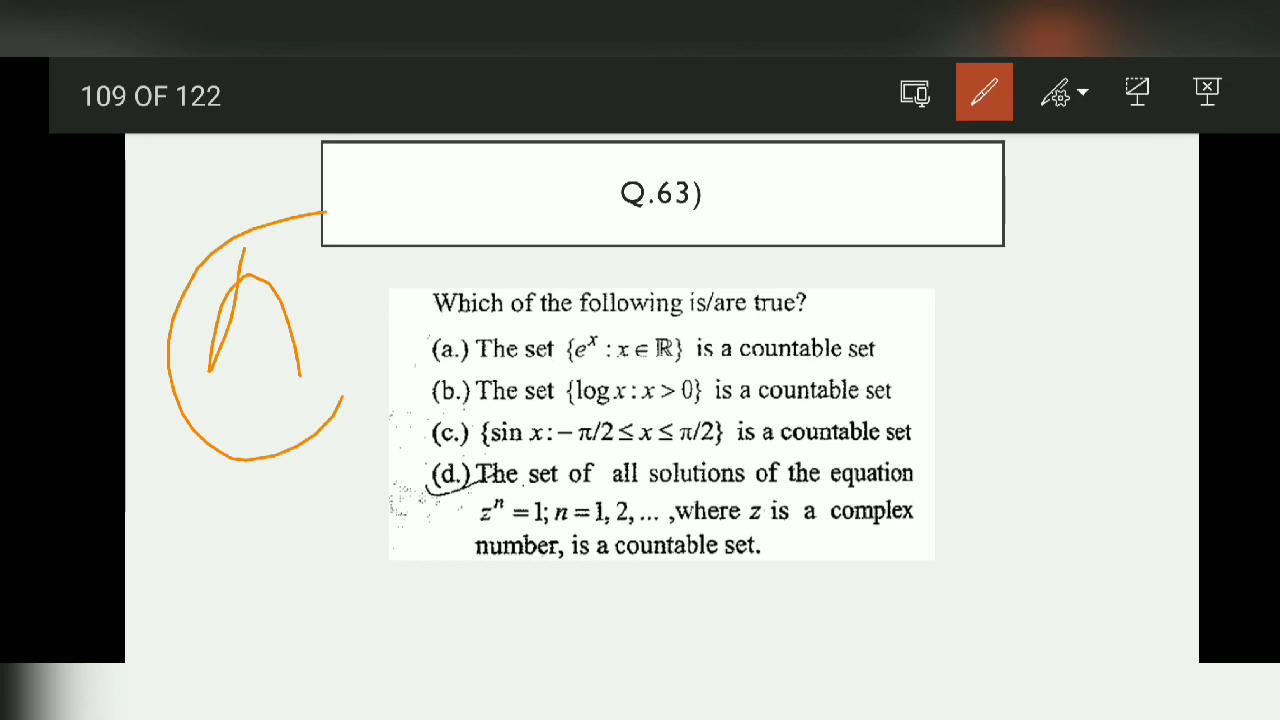 109 OF 122
Q.63)
Which of the following is/are true?
(a.) The set {eˣ : x ∈ ℝ} is a countable set
(b.) The set {log x : x > 0} is a countable set
(c.) {sin x : − π/2 ≤ x ≤ π/2} is a countable set
(d.) The set of all solutions of the equation
zⁿ = 1; n = 1, 2, ... ,where z is a complex
number, is a countable set.